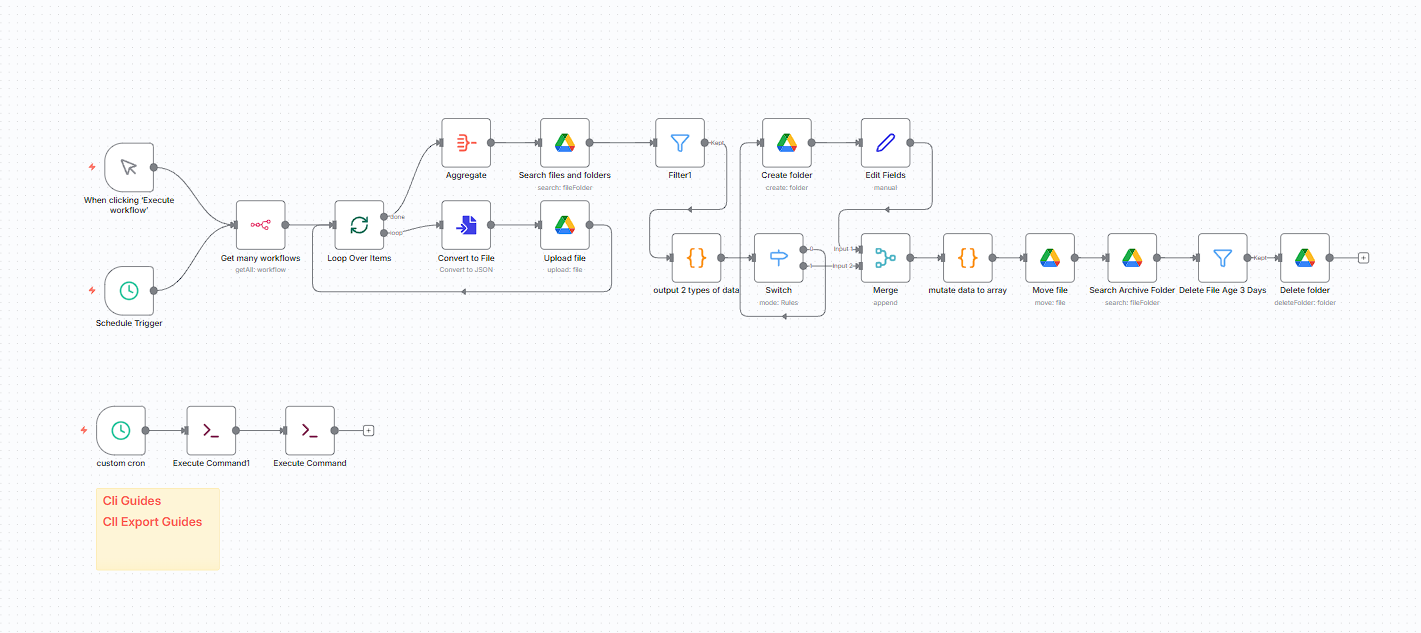 Aggregate
Search files and folders
search: fileFolder
Kept
Filter1
Create folder
create: folder
Edit Fields
manual
When clicking 'Execute
workflow'
Get many workflows
getAll: workflow
done
loop
Loop Over Items
Convert to File
Convert to JSON
Upload file
upload: file
output 2 types of data
0
1
Switch
mode: Rules
Input 1
Input 2
Merge
append
mutate data to array
Move file
move: file
Search Archive Folder
search: fileFolder
Kept
Delete File Age 3 Days
Delete folder
deleteFolder: folder
Schedule Trigger
custom cron
Execute Command1
Execute Command
Cli Guides
ClI Export Guides